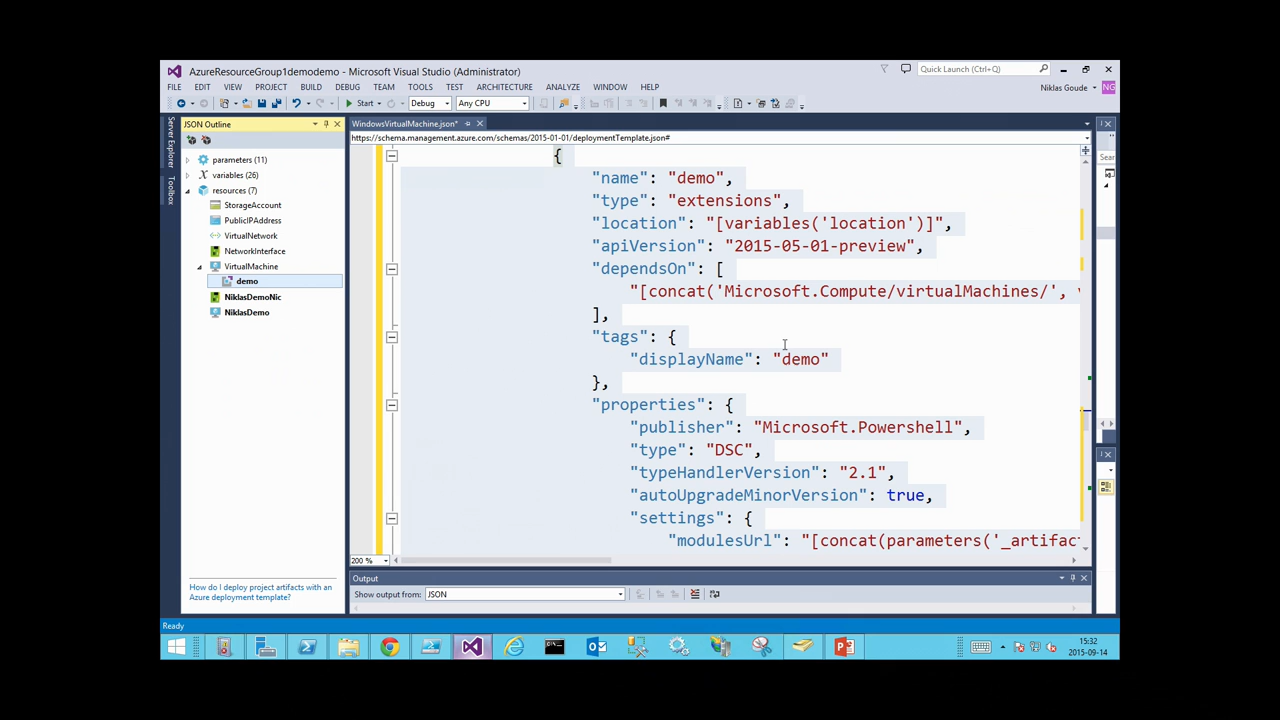 AzureResourceGroup1demodemo - Microsoft Visual Studio (Administrator)
Quick Launch (Ctrl+Q)
FILE EDIT VIEW PROJECT BUILD DEBUG TEAM TOOLS TEST ARCHITECTURE ANALYZE WINDOW HELP
Niklas Goude NG
Start Debug Any CPU
Server Explorer
Toolbox
JSON Outline
parameters (11)
variables (26)
resources (7)
StorageAccount
PublicIPAddress
VirtualNetwork
NetworkInterface
VirtualMachine
demo
NiklasDemoNic
NiklasDemo
How do I deploy project artifacts with an
Azure deployment template?
WindowsVirtualMachine.json*
https://schema.management.azure.com/schemas/2015-01-01/deploymentTemplate.json#
{
"name": "demo",
"type": "extensions",
"location": "[variables('location')]",
"apiVersion": "2015-05-01-preview",
"dependsOn": [
"[concat('Microsoft.Compute/virtualMachines/',
],
"tags": {
"displayName": "demo"
},
"properties": {
"publisher": "Microsoft.Powershell",
"type": "DSC",
"typeHandlerVersion": "2.1",
"autoUpgradeMinorVersion": true,
"settings": {
"modulesUrl": "[concat(parameters('_artifac
200 %
Sear
Output
Show output from: JSON
Ready
15:32
2015-09-14